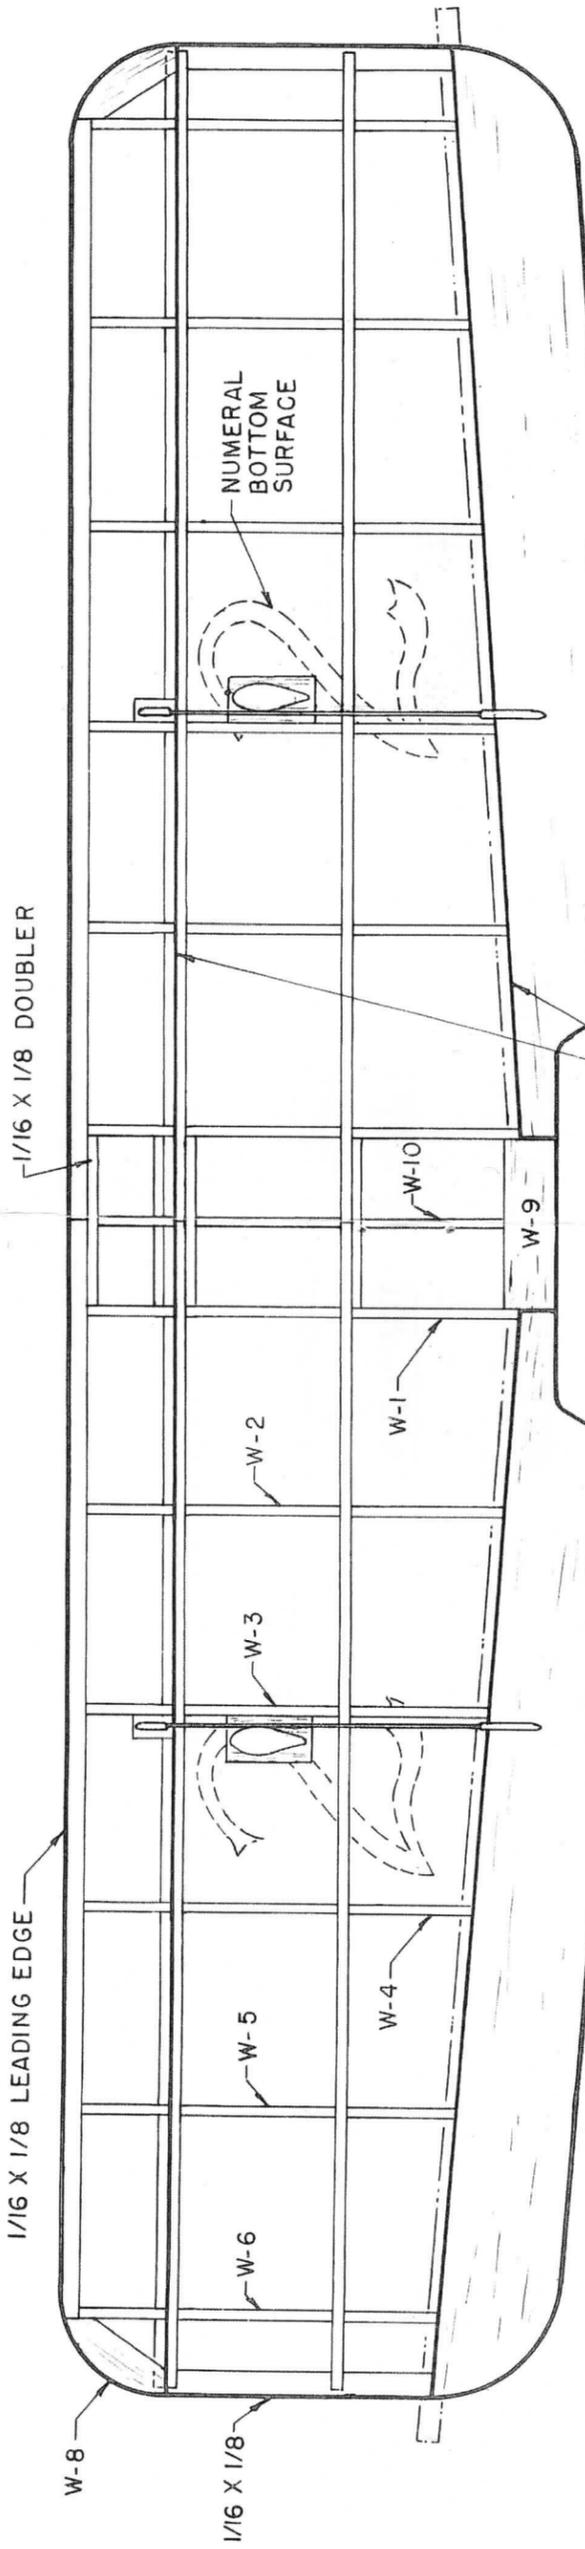 1/16 X 1/8 DOUBLER
NUMERAL
BOTTOM
SURFACE
W-10
W-9
W-1
W-2
W-3
1/16 X 1/8 LEADING EDGE
W-4
W-5
W-6
W-8
1/16 X 1/8